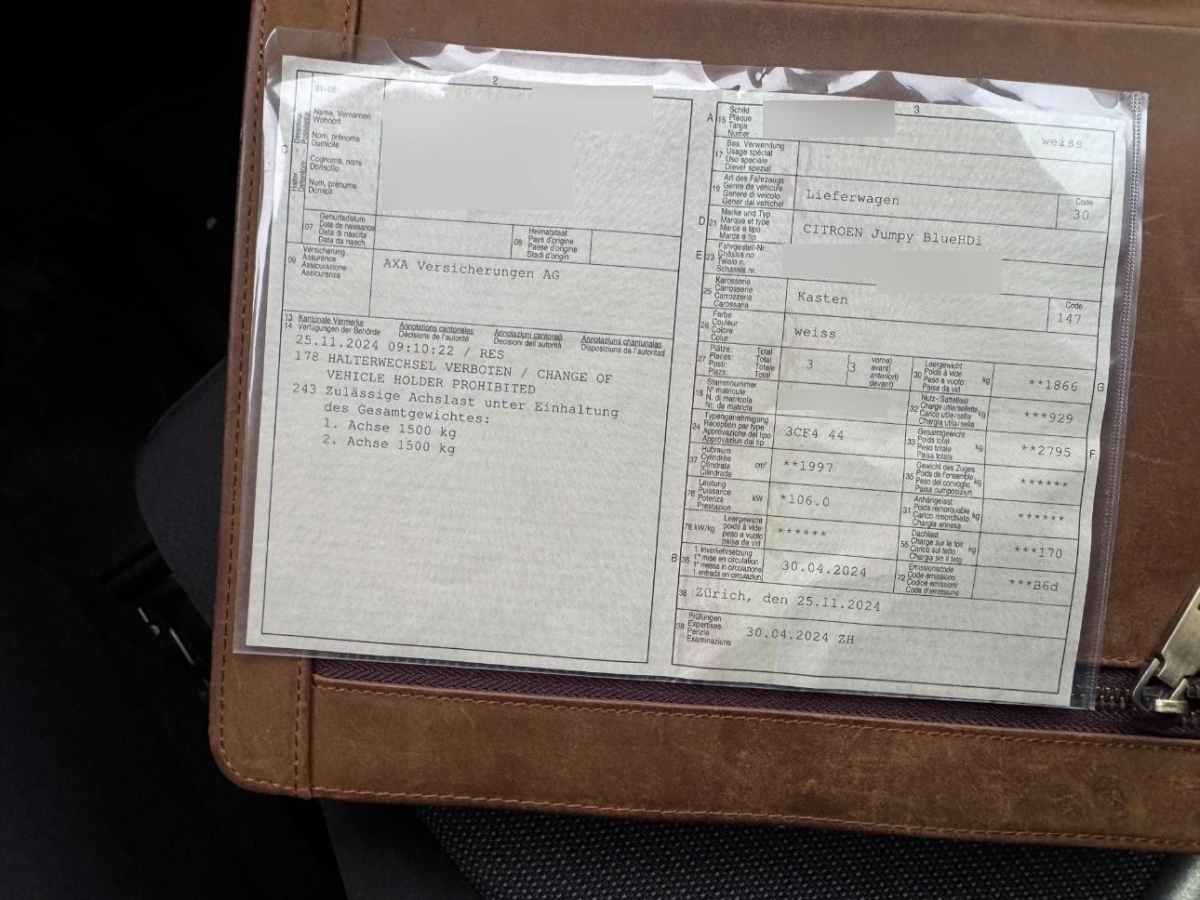 2
01-06
Name, Vornamen
Wohnort
Nom, prénoms
Domicile
Cognome, nomi
Domicilio
Num, prénums
Domicil
C
07
Geburtsdatum
Date de naissance
Data di nascita
Data da nasch.
08
Heimatstaat
Pays d'origine
Paese d'origine
Stadi d'origin
09
Versicherung
Assurance
Assicurazione
Assicuranza
AXA Versicherungen AG
13 Kantonale Vermerke
14 Verfügungen der Behörde
Annotations cantonales
Décisions de l'autorité
Annotazioni cantonali
Decisioni dell'autorità
Annotaziuns chantunalas
Disposiziuns da l'autoritad
25.11.2024 09:10:22 / RES
178 HALTERWECHSEL VERBOTEN / CHANGE OF
VEHICLE HOLDER PROHIBITED
243 Zulässige Achslast unter Einhaltung
des Gesamtgewichtes:
1. Achse 1500 kg
2. Achse 1500 kg
3
A 15
Schild
Plaque
Targa
Numer
weiss
17
Bes. Verwendung
Usage spécial
Uso speciale
Diever spezial
19
Art des Fahrzeugs
Genre de véhicule
Genere di veicolo
Gener dal vehichel
Lieferwagen
Code
30
D 21
Marke und Typ
Marque et type
Marca e tipo
Marca e tip
CITROEN Jumpy BlueHDi
E 23
Fahrgestell-Nr.
Châssis no
Telaio n.
Schassis nr.
25
Karosserie
Carrosserie
Carrozzeria
Carossaria
Kasten
Code
147
26
Farbe
Couleur
Colore
Colur
weiss
27
Plätze: Total
Places: Total
Posti: Totale
Plazs: Total
3
(3
vorne)
avant)
anteriori)
davant)
30
Leergewicht
Poids à vide
Peso a vuoto
Paisa da vid
kg
**1866
G
18
Stammnummer
N° matricule
N. di matricola
Nr. da matricla
32
Nutz-/Sattellast
Charge utile/sellette
Carico utile/sella
Chargia utila/sella
kg
***929
24
Typengenehmigung
Réception par type
Approvazione del tipo
Approvaziun dal tip
3CF4 44
33
Gesamtgewicht
Poids total
Peso totale
Paisa totala
kg
**2795
F
37
Hubraum
Cylindrée
Cilindrata
Cilindrada
cm³
**1997
35
Gewicht des Zuges
Poids de l'ensemble
Peso del convoglio
Paisa cumposiziun
kg
******
76
Leistung
Puissance
Potenza
Prestaziun
kW
*106.0
31
Anhängelast
Poids remorquable
Carico rimorchiato
Chargia annexa
kg
******
78 kW/kg
Leergewicht
poids à vide
peso a vuoto
paisa da vid
******
55
Dachlast
Charge sur le toit
Carico sul tetto
Chargia sin il tetg
kg
***170
B 36
1. Inverkehrsetzung
1re mise en circulation
1a messa in circolazione
1. entrada en circulaziun
30.04.2024
72
Emissionscode
Code émissions
Codice emissioni
Code d'emissiuns
***B6d
38 Zürich, den 25.11.2024
39
Prüfungen
Expertises
Perizie
Examinaziuns
30.04.2024 ZH